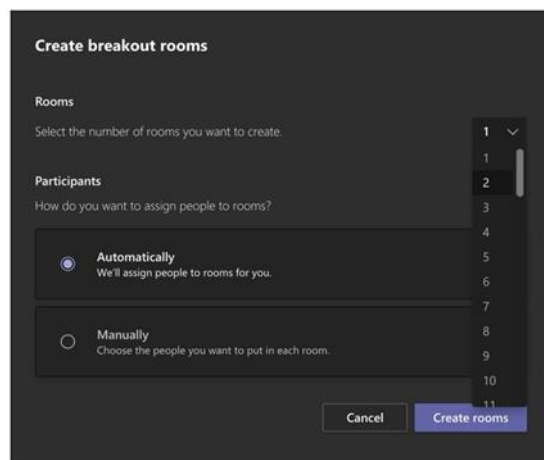 Create breakout rooms
Rooms
Select the number of rooms you want to create.
1
1
2
3
4
5
6
7
8
9
10
11
Participants
How do you want to assign people to rooms?
Automatically
We'll assign people to rooms for you.
Manually
Choose the people you want to put in each room.
Cancel
Create rooms